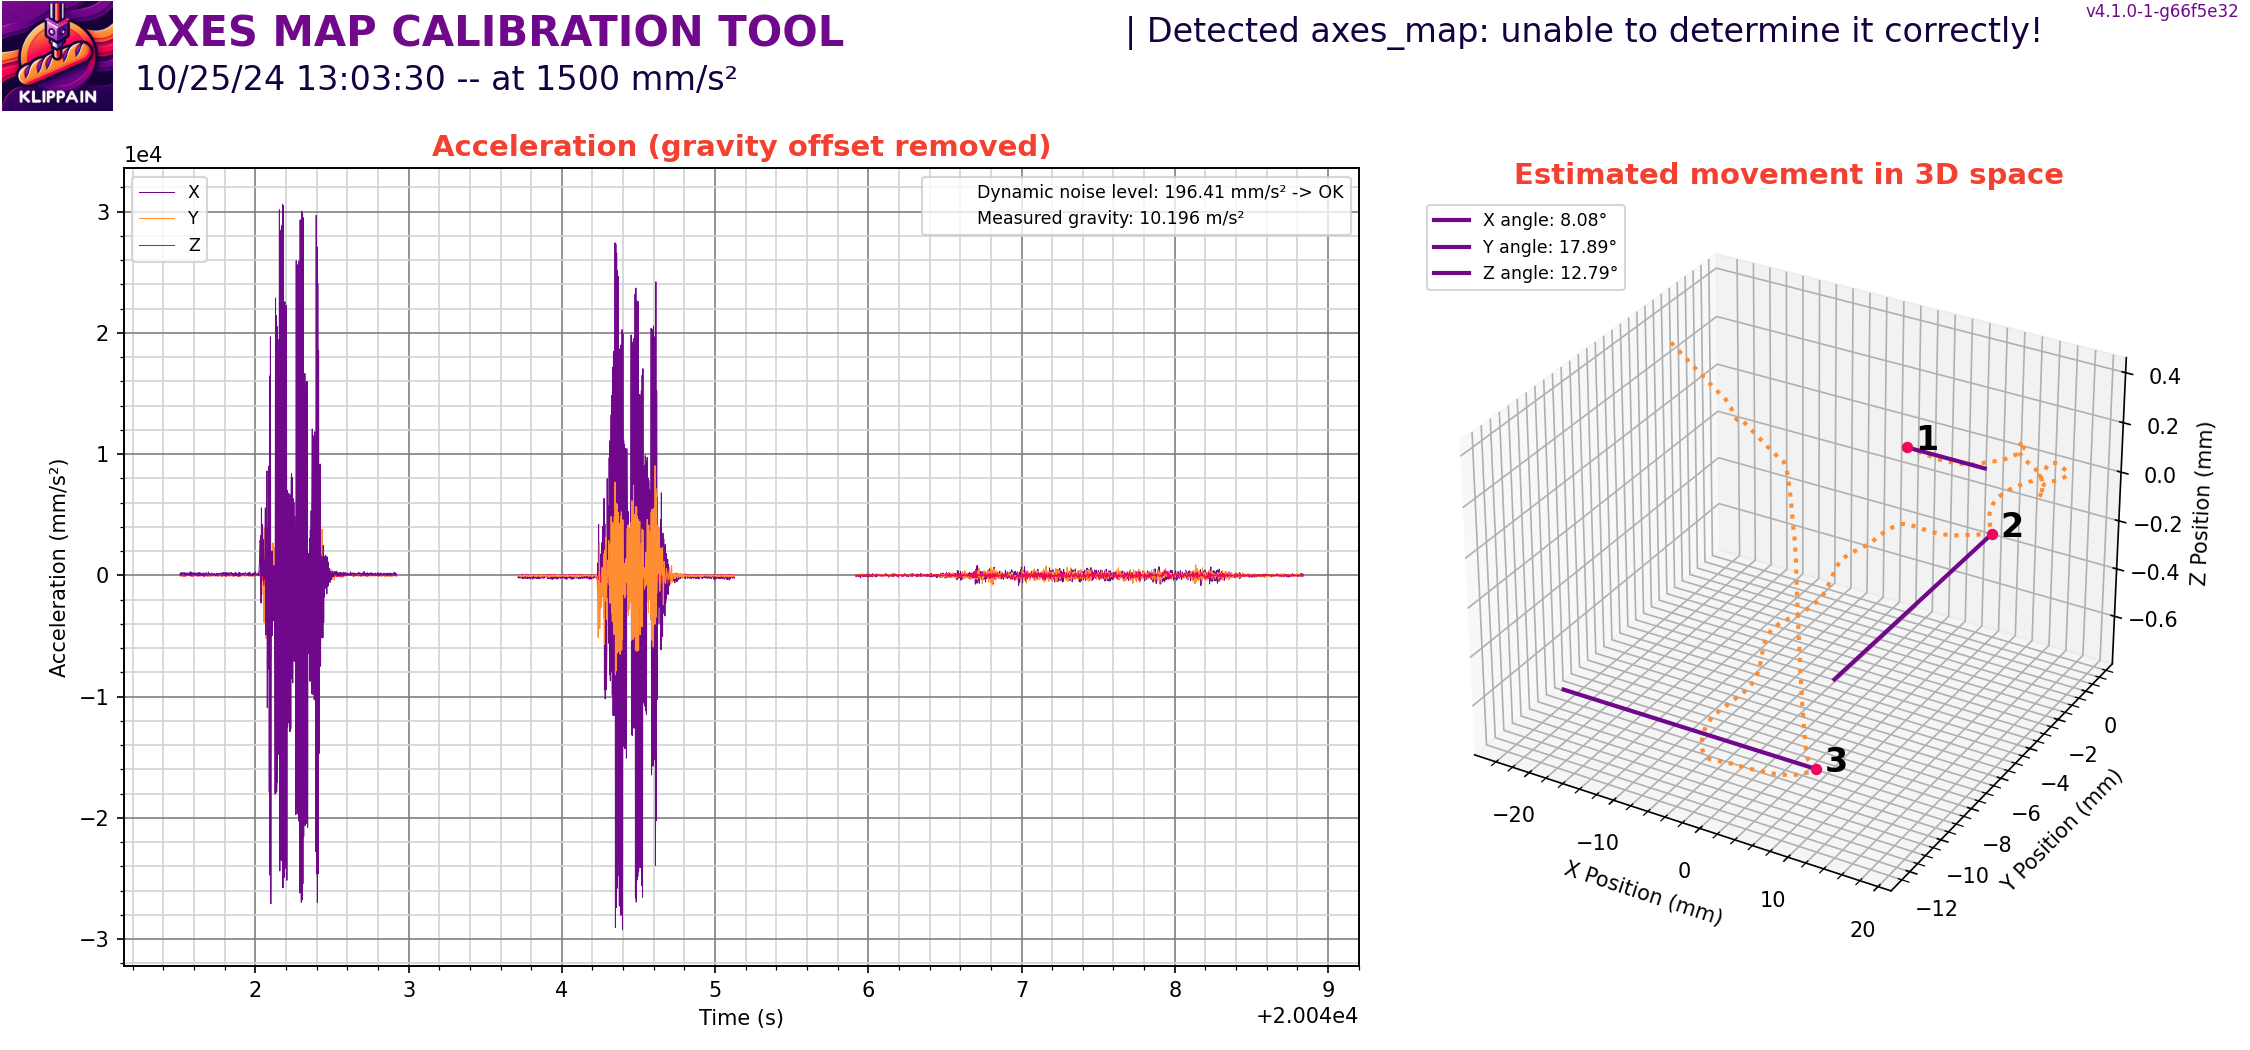 KLIPPAIN
AXES MAP CALIBRATION TOOL
10/25/24 13:03:30 -- at 1500 mm/s²
| Detected axes_map: unable to determine it correctly!
v4.1.0-1-g66f5e32
Acceleration (gravity offset removed)
1e4
X
Y
Z
Dynamic noise level: 196.41 mm/s² -> OK
Measured gravity: 10.196 m/s²
Acceleration (mm/s²)
3
2
1
0
−1
−2
−3
2 3 4 5 6 7 8 9
Time (s)
+2.004e4
Estimated movement in 3D space
X angle: 8.08°
Y angle: 17.89°
Z angle: 12.79°
1
2
3
0.4
0.2
0.0
−0.2
−0.4
−0.6
Z Position (mm)
0
−2
−4
−6
−8
−10
−12
Y Position (mm)
−20
−10
0
10
20
X Position (mm)